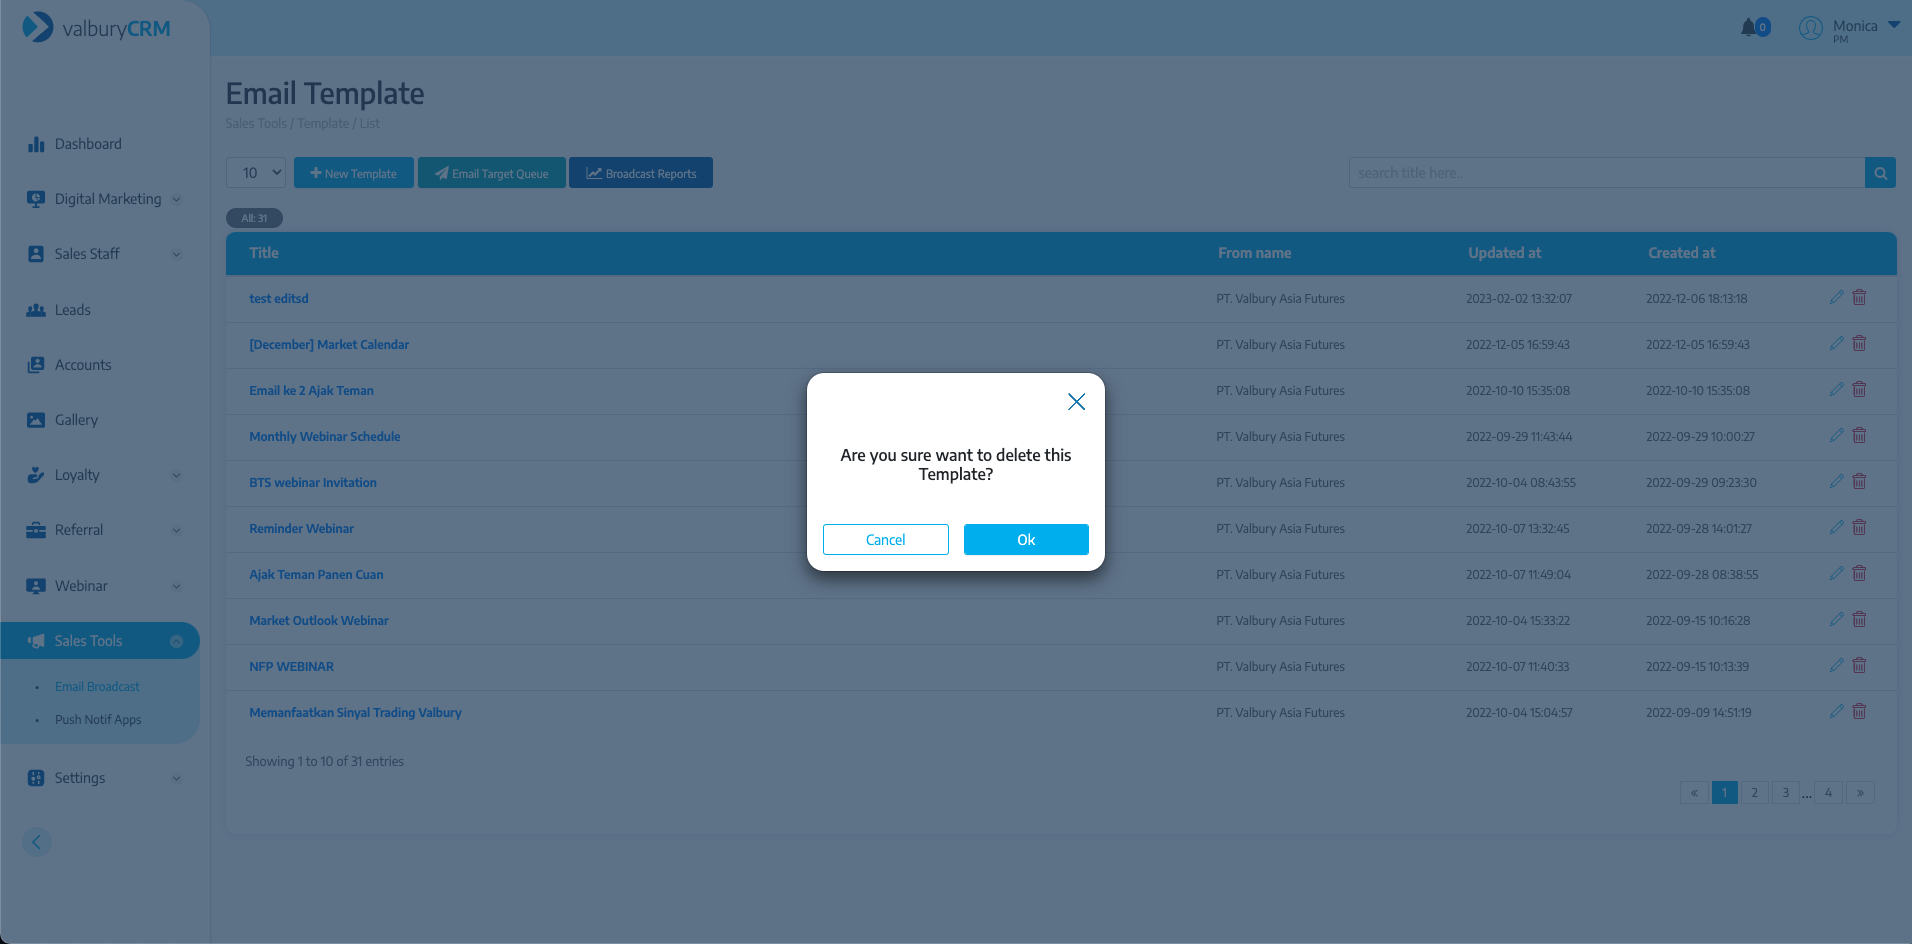 valburyCRM
0
Monica
PM
Email Template
Sales Tools / Template / List
Dashboard
Digital Marketing
Sales Staff
Leads
Accounts
Gallery
Loyalty
Referral
Webinar
Sales Tools
Email Broadcast
Push Notif Apps
Settings
10
New Template
Email Target Queue
Broadcast Reports
search title here..
All: 31
Title From name Updated at Created at
test editsd PT. Valbury Asia Futures 2023-02-02 13:32:07 2022-12-06 18:13:18
[December] Market Calendar PT. Valbury Asia Futures 2022-12-05 16:59:43 2022-12-05 16:59:43
Email ke 2 Ajak Teman PT. Valbury Asia Futures 2022-10-10 15:35:08 2022-10-10 15:35:08
Monthly Webinar Schedule PT. Valbury Asia Futures 2022-09-29 11:43:44 2022-09-29 10:00:27
BTS webinar Invitation PT. Valbury Asia Futures 2022-10-04 08:43:55 2022-09-29 09:23:30
Reminder Webinar PT. Valbury Asia Futures 2022-10-07 13:32:45 2022-09-28 14:01:27
Ajak Teman Panen Cuan PT. Valbury Asia Futures 2022-10-07 11:49:04 2022-09-28 08:38:55
Market Outlook Webinar PT. Valbury Asia Futures 2022-10-04 15:33:22 2022-09-15 10:16:28
NFP WEBINAR PT. Valbury Asia Futures 2022-10-07 11:40:33 2022-09-15 10:13:39
Memanfaatkan Sinyal Trading Valbury PT. Valbury Asia Futures 2022-10-04 15:04:57 2022-09-09 14:51:19
Showing 1 to 10 of 31 entries
« 1 2 3 ... 4 »
Are you sure want to delete this
Template?
Cancel
Ok